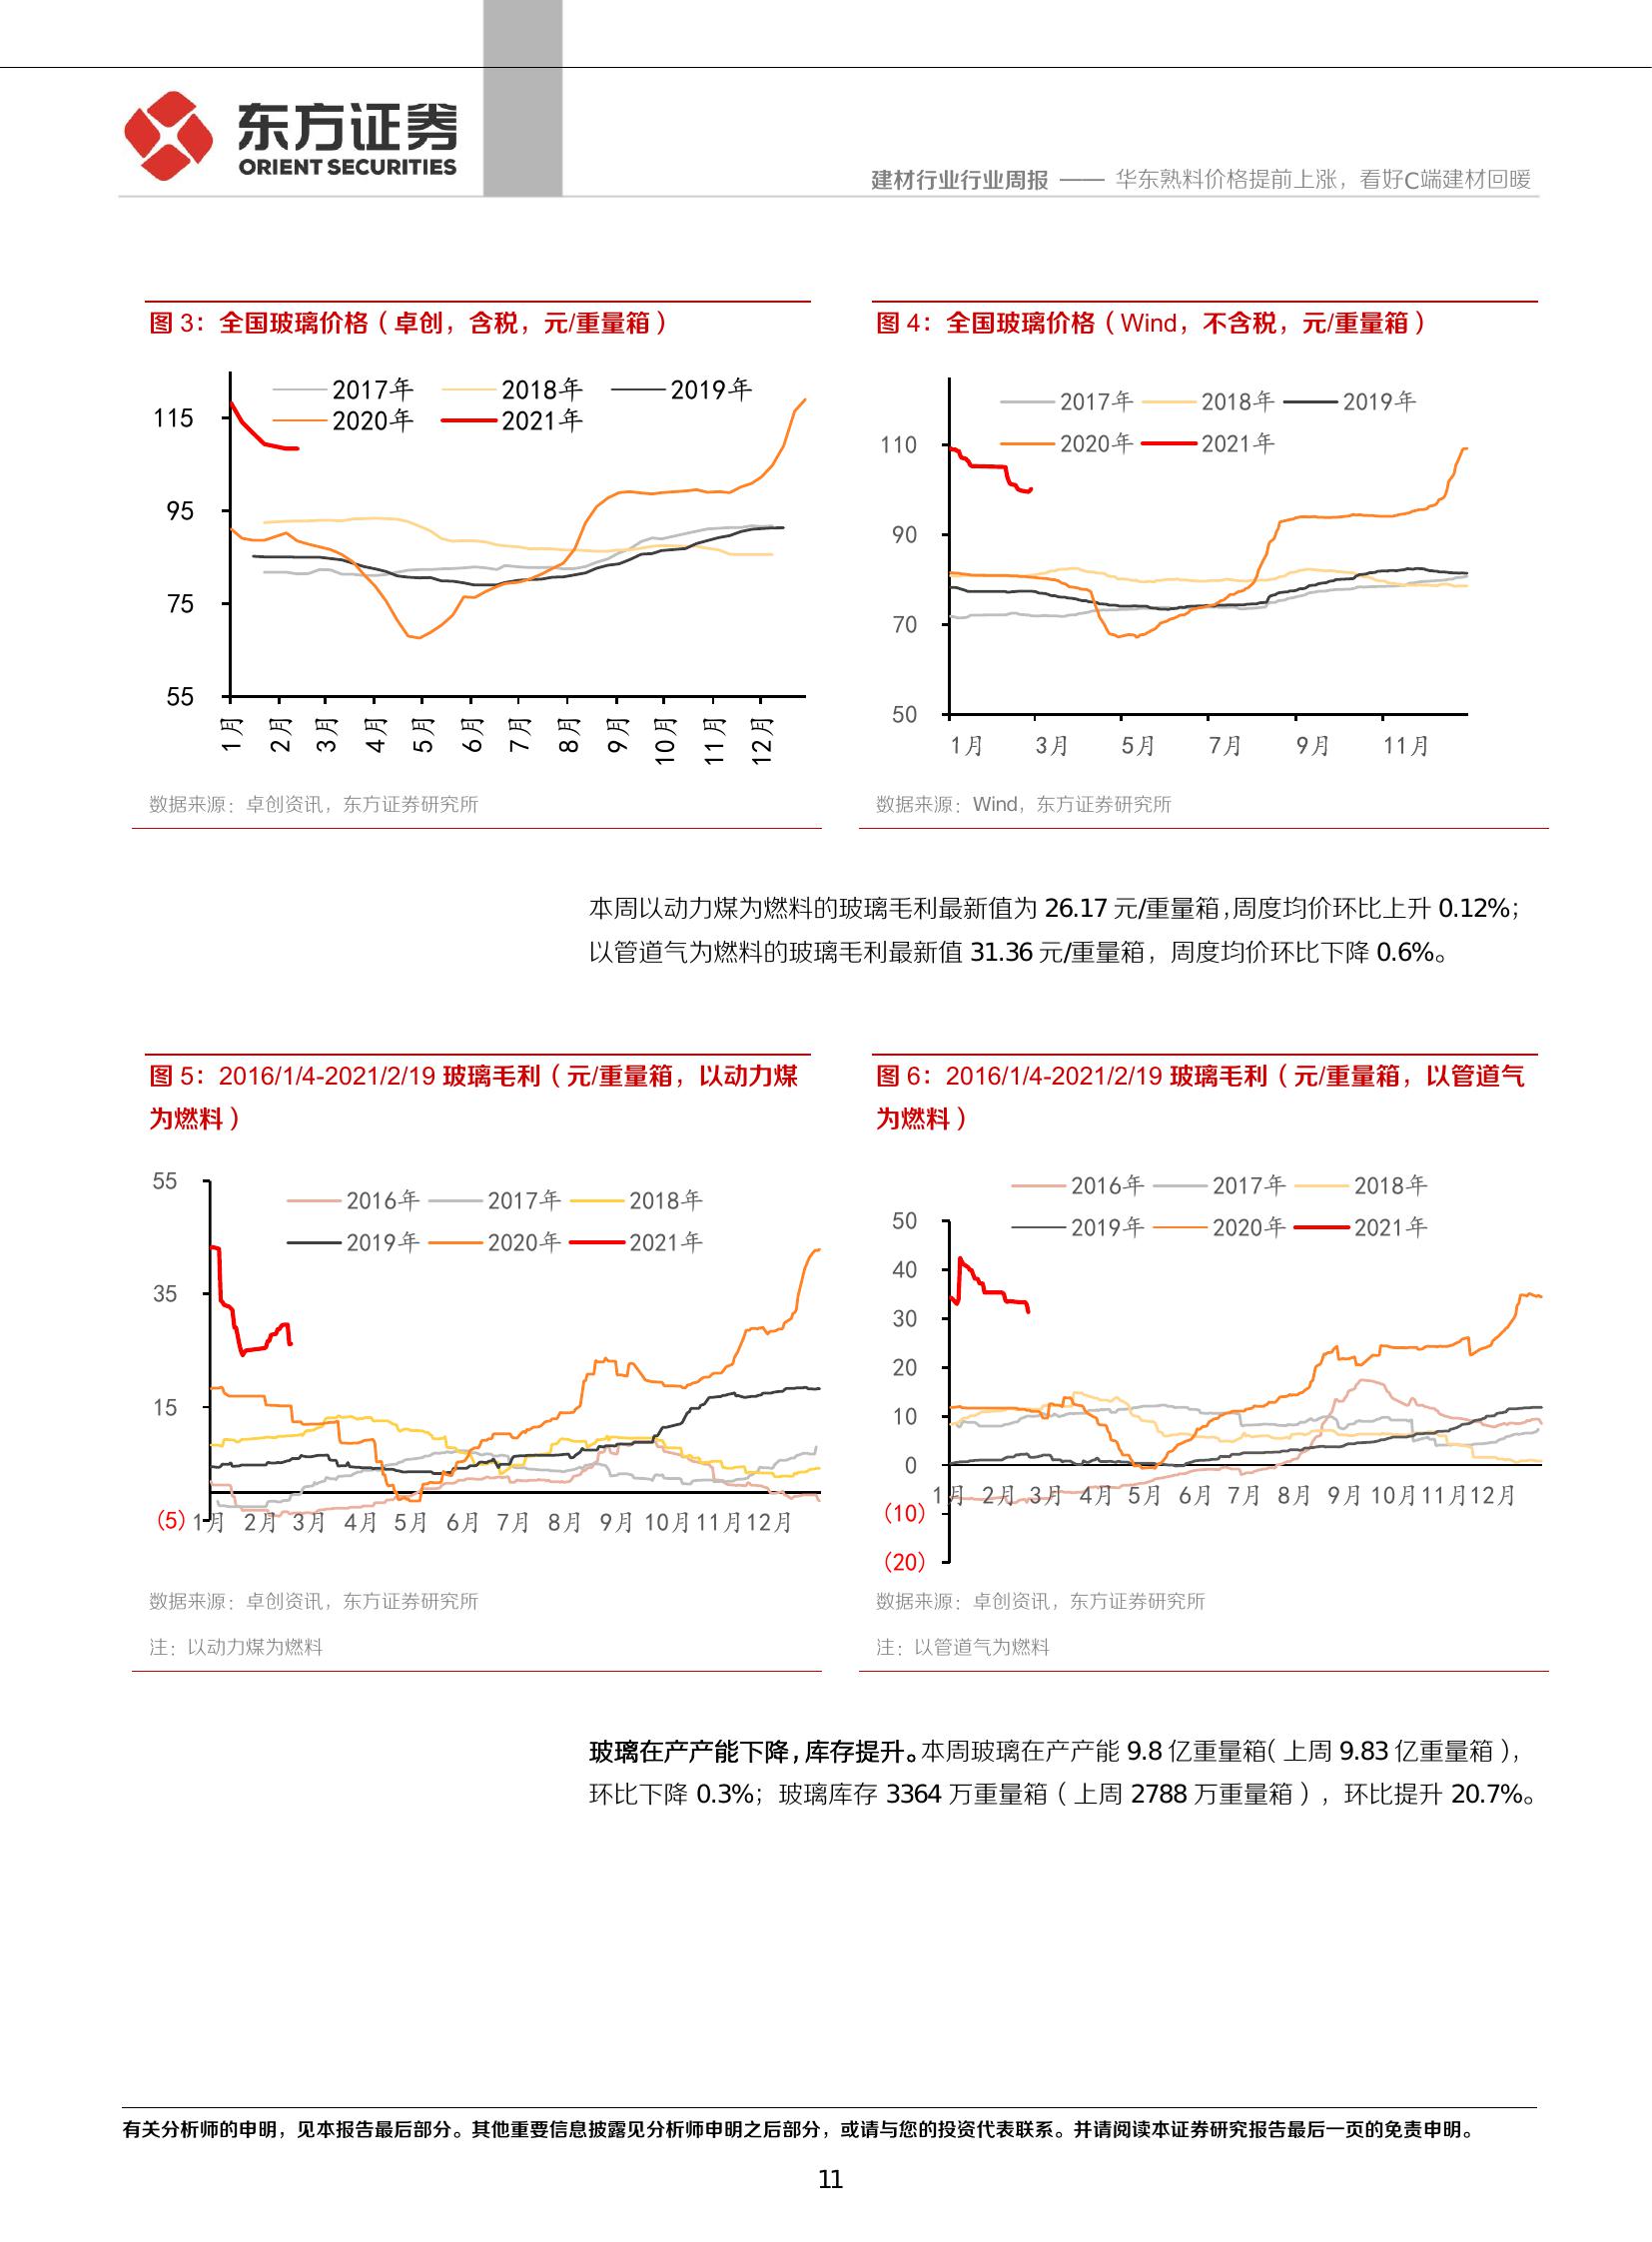 东方证券
ORIENT SECURITIES
建材行业行业周报 —— 华东熟料价格提前上涨，看好C端建材回暖
图 3：全国玻璃价格（卓创，含税，元/重量箱）
2017年 2018年 2019年
2020年 2021年
115
95
75
55
1月 2月 3月 4月 5月 6月 7月 8月 9月 10月 11月 12月
数据来源：卓创资讯，东方证券研究所
图 4：全国玻璃价格（Wind，不含税，元/重量箱）
2017年 2018年 2019年
2020年 2021年
110
90
70
50
1月 3月 5月 7月 9月 11月
数据来源：Wind，东方证券研究所
本周以动力煤为燃料的玻璃毛利最新值为 26.17 元/重量箱，周度均价环比上升 0.12%；
以管道气为燃料的玻璃毛利最新值 31.36 元/重量箱，周度均价环比下降 0.6%。
图 5：2016/1/4-2021/2/19 玻璃毛利（元/重量箱，以动力煤
为燃料）
55
2016年 2017年 2018年
2019年 2020年 2021年
35
15
(5) 1月 2月 3月 4月 5月 6月 7月 8月 9月 10月 11月 12月
数据来源：卓创资讯，东方证券研究所
注：以动力煤为燃料
图 6：2016/1/4-2021/2/19 玻璃毛利（元/重量箱，以管道气
为燃料）
2016年 2017年 2018年
2019年 2020年 2021年
50
40
30
20
10
0
1月 2月 3月 4月 5月 6月 7月 8月 9月 10月 11月 12月
(10)
(20)
数据来源：卓创资讯，东方证券研究所
注：以管道气为燃料
玻璃在产产能下降，库存提升。本周玻璃在产产能 9.8 亿重量箱（上周 9.83 亿重量箱），
环比下降 0.3%；玻璃库存 3364 万重量箱（上周 2788 万重量箱），环比提升 20.7%。
有关分析师的申明，见本报告最后部分。其他重要信息披露见分析师申明之后部分，或请与您的投资代表联系。并请阅读本证券研究报告最后一页的免责申明。
11